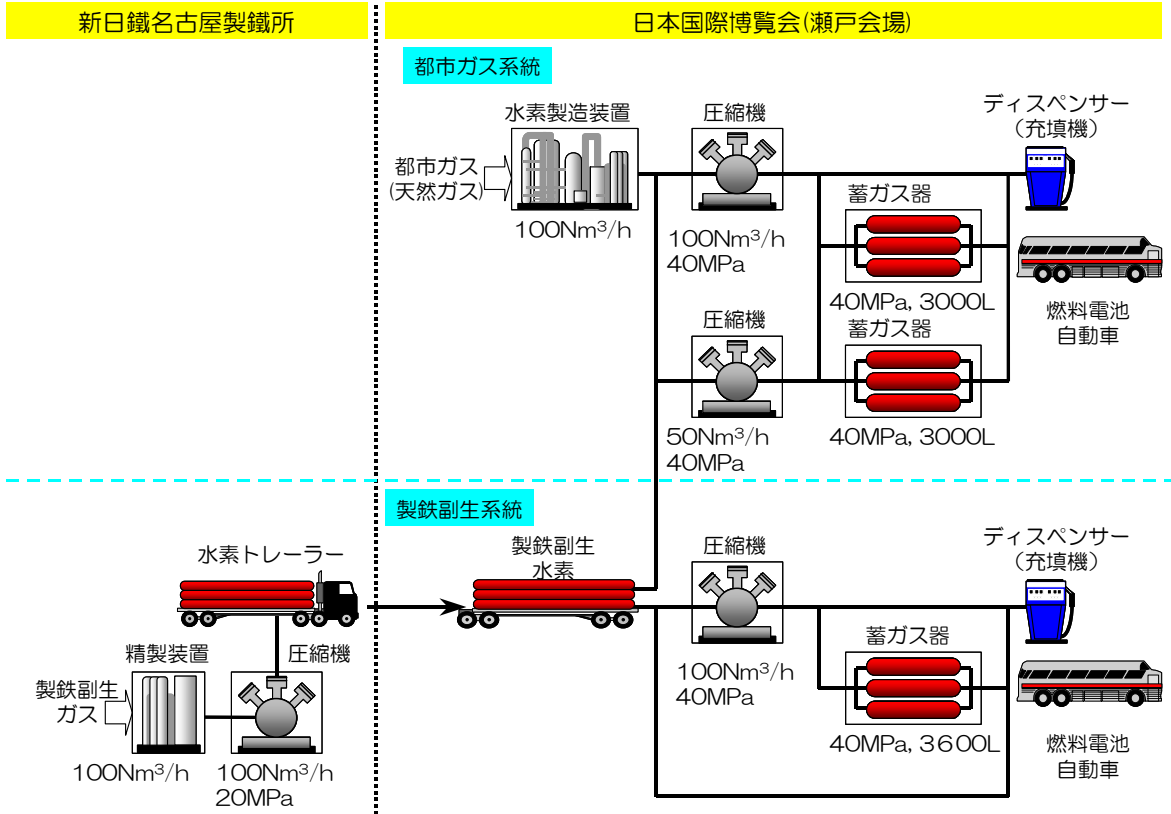 新日鐵名古屋製鐵所
日本国際博覧会(瀬戸会場)
都市ガス系統
水素製造装置
圧縮機
ディスペンサー
(充填機)
都市ガス
(天然ガス)
蓄ガス器
100Nm³/h
100Nm³/h
40MPa
40MPa, 3000L
燃料電池
自動車
圧縮機
蓄ガス器
50Nm³/h
40MPa
40MPa, 3000L
製鉄副生系統
水素トレーラー
製鉄副生
水素
圧縮機
ディスペンサー
(充填機)
精製装置
圧縮機
製鉄副生
ガス
100Nm³/h
100Nm³/h
20MPa
100Nm³/h
40MPa
蓄ガス器
40MPa, 3600L
燃料電池
自動車